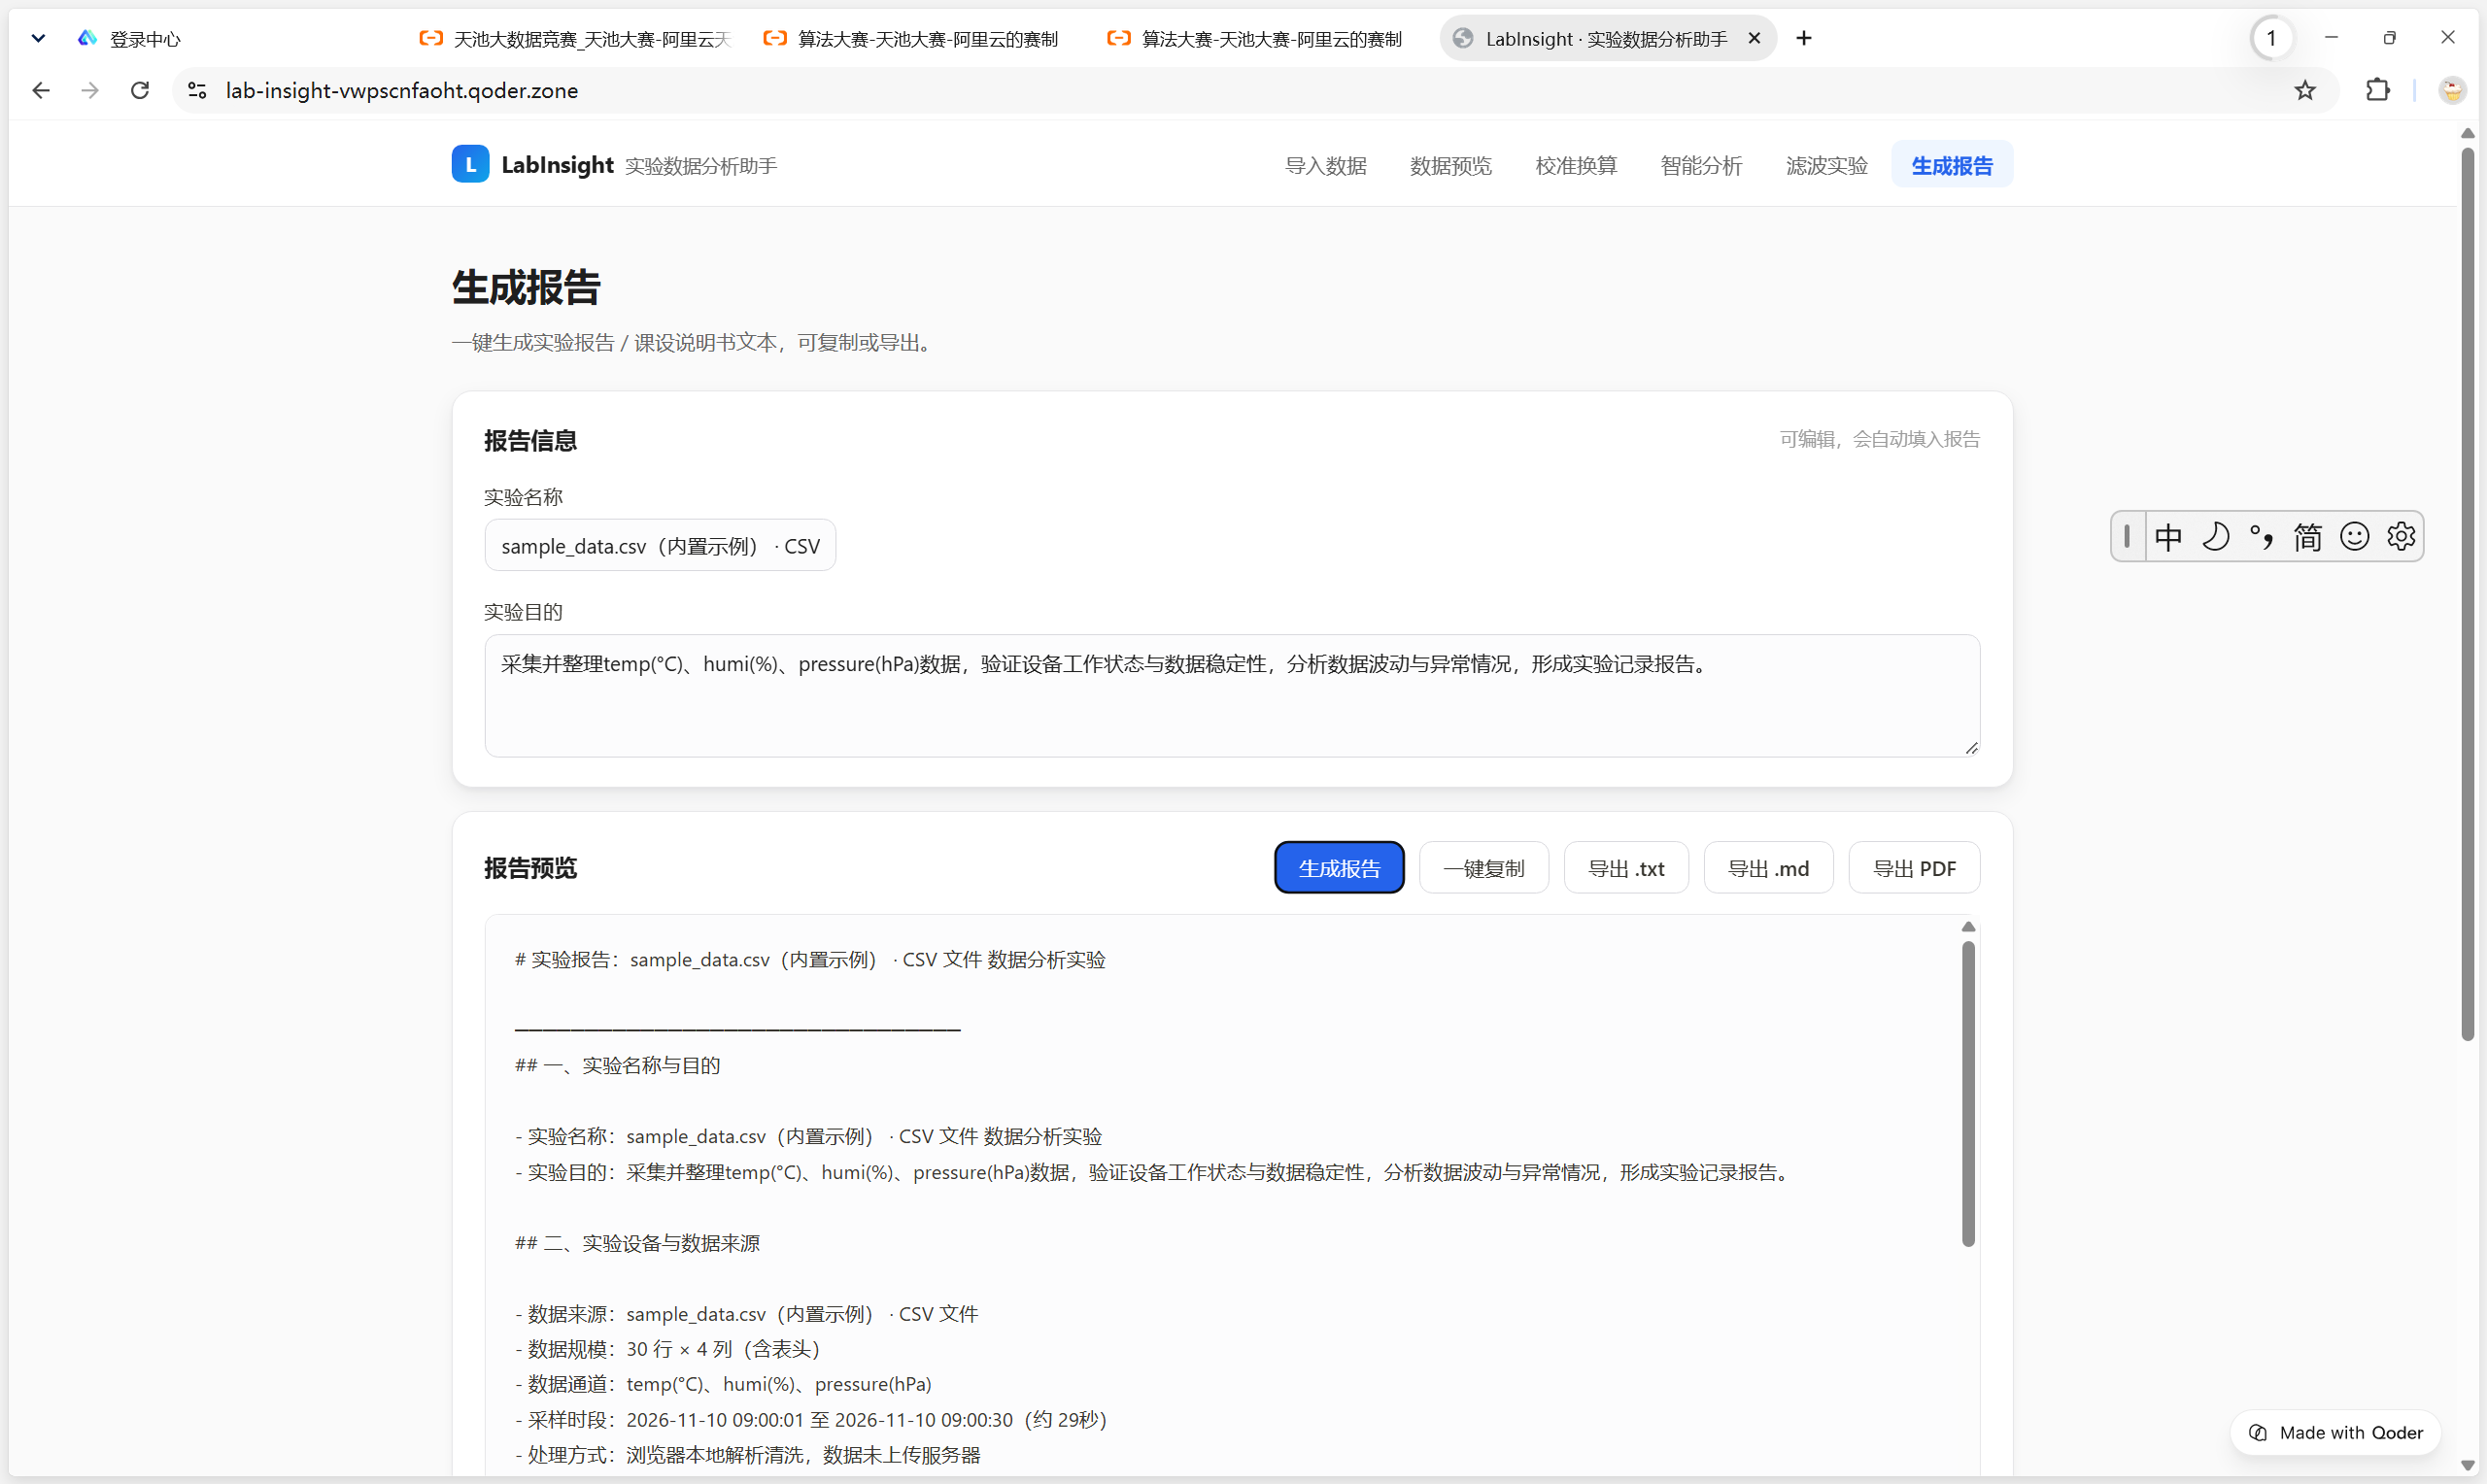 登录中心
天池大数据竞赛_天池大赛-阿里云天
算法大赛-天池大赛-阿里云的赛制
算法大赛-天池大赛-阿里云的赛制
LabInsight · 实验数据分析助手
1
lab-insight-vwpscnfaoht.qoder.zone
L LabInsight 实验数据分析助手
导入数据 数据预览 校准换算 智能分析 滤波实验 生成报告
生成报告
一键生成实验报告 / 课设说明书文本，可复制或导出。
报告信息
可编辑，会自动填入报告
实验名称
sample_data.csv（内置示例） · CSV
实验目的
采集并整理temp(°C)、humi(%)、pressure(hPa)数据，验证设备工作状态与数据稳定性，分析数据波动与异常情况，形成实验记录报告。
中 简
报告预览
生成报告 一键复制 导出 .txt 导出 .md 导出 PDF
# 实验报告：sample_data.csv（内置示例） · CSV 文件 数据分析实验
________________________________
## 一、实验名称与目的
- 实验名称：sample_data.csv（内置示例） · CSV 文件 数据分析实验
- 实验目的：采集并整理temp(°C)、humi(%)、pressure(hPa)数据，验证设备工作状态与数据稳定性，分析数据波动与异常情况，形成实验记录报告。
## 二、实验设备与数据来源
- 数据来源：sample_data.csv（内置示例） · CSV 文件
- 数据规模：30 行 × 4 列（含表头）
- 数据通道：temp(°C)、humi(%)、pressure(hPa)
- 采样时段：2026-11-10 09:00:01 至 2026-11-10 09:00:30（约 29秒）
- 处理方式：浏览器本地解析清洗，数据未上传服务器
Made with Qoder